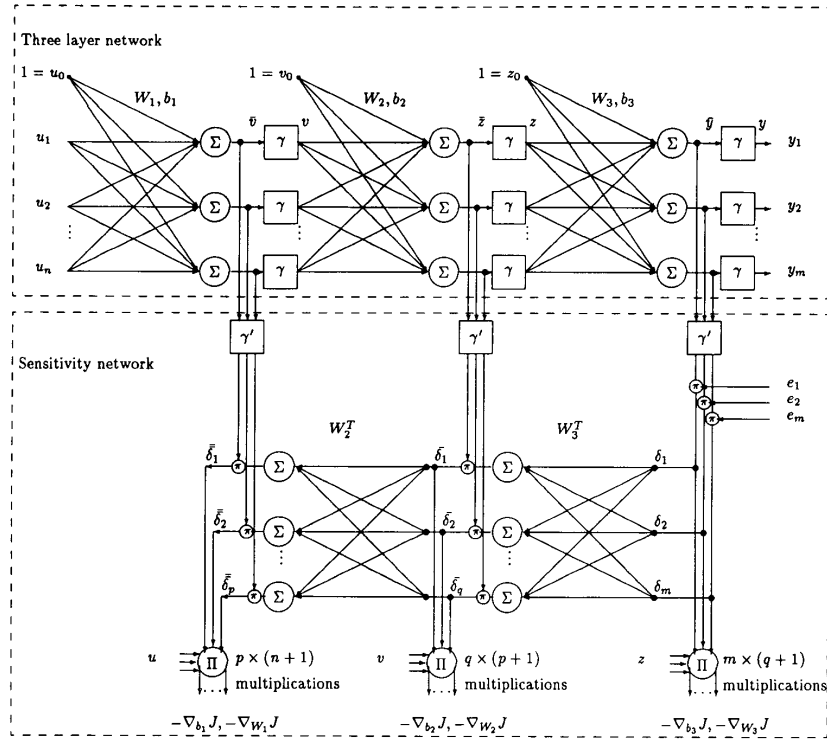 Three layer network
1 = u₀ W₁, b₁ 1 = v₀ W₂, b₂ 1 = z₀ W₃, b₃
u₁ Σ v̄ γ v Σ z̄ γ z Σ ȳ γ y y₁
u₂ Σ γ Σ γ Σ γ y₂
⋮ ⋮ ⋮ ⋮
uₙ Σ γ Σ γ Σ γ yₘ
γ′ γ′ γ′
Sensitivity network
π e₁
π e₂
π eₘ
W₂ᵀ W₃ᵀ
δ̿₁ π Σ δ̄₁ π Σ δ₁
δ̿₂ π Σ δ̄₂ π Σ δ₂
⋮ ⋮
δ̿ₚ π Σ δ̄_q π Σ δₘ
u Π p × (n + 1) v Π q × (p + 1) z Π m × (q + 1)
... multiplications ... multiplications ... multiplications
−∇_{b₁}J, −∇_{W₁}J −∇_{b₂}J, −∇_{W₂}J −∇_{b₃}J, −∇_{W₃}J